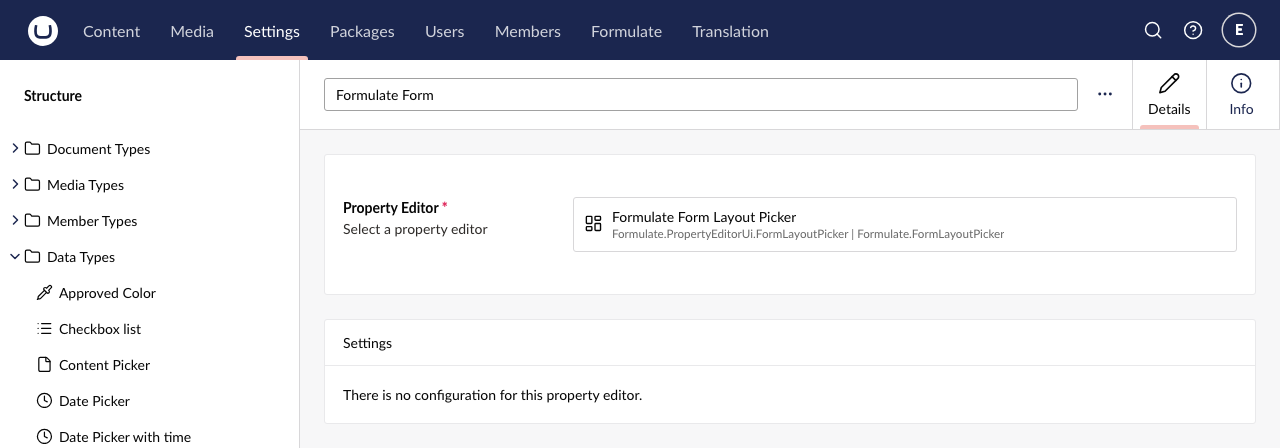 Content Media Settings Packages Users Members Formulate Translation E
Structure
Formulate Form
Details
Info
Document Types
Media Types
Member Types
Data Types
Approved Color
Checkbox list
Content Picker
Date Picker
Date Picker with time
Property Editor *
Select a property editor
Formulate Form Layout Picker
Formulate.PropertyEditorUi.FormLayoutPicker | Formulate.FormLayoutPicker
Settings
There is no configuration for this property editor.